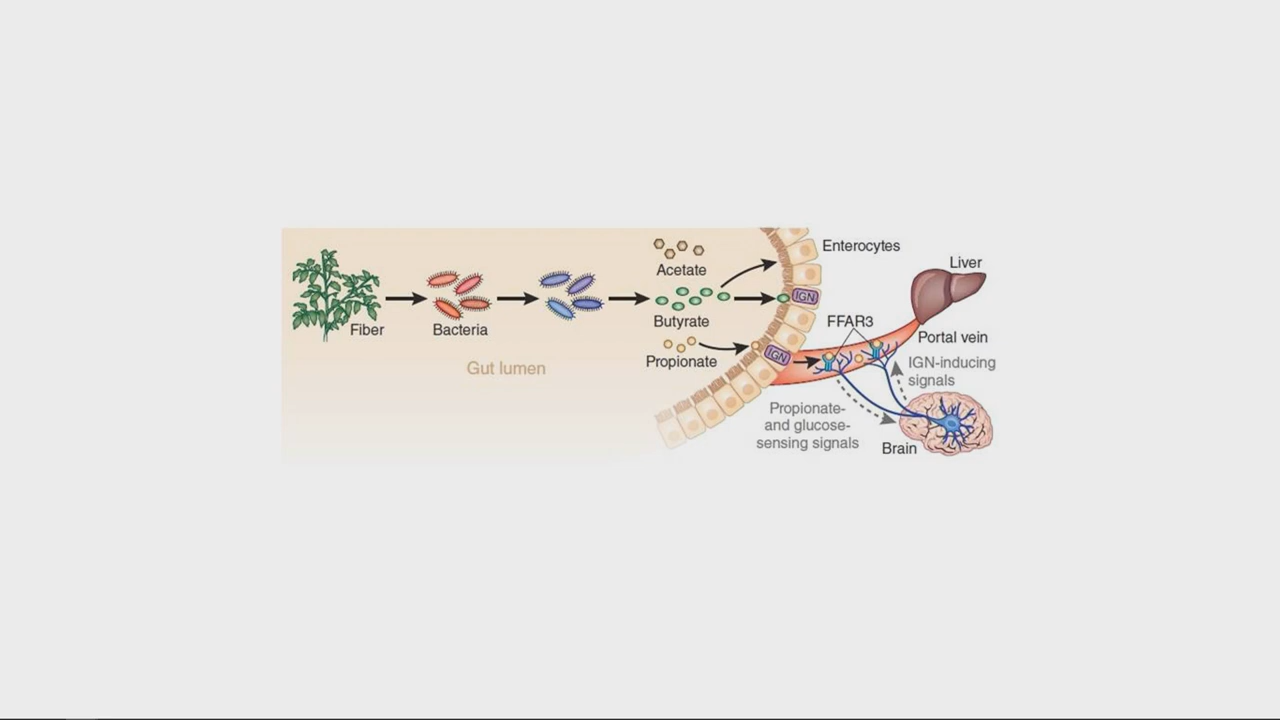 Fiber
Bacteria
Gut lumen
Acetate
Butyrate
Propionate
Enterocytes
IGN
IGN
FFAR3
Liver
Portal vein
IGN-inducing
signals
Propionate-
and glucose-
sensing signals
Brain